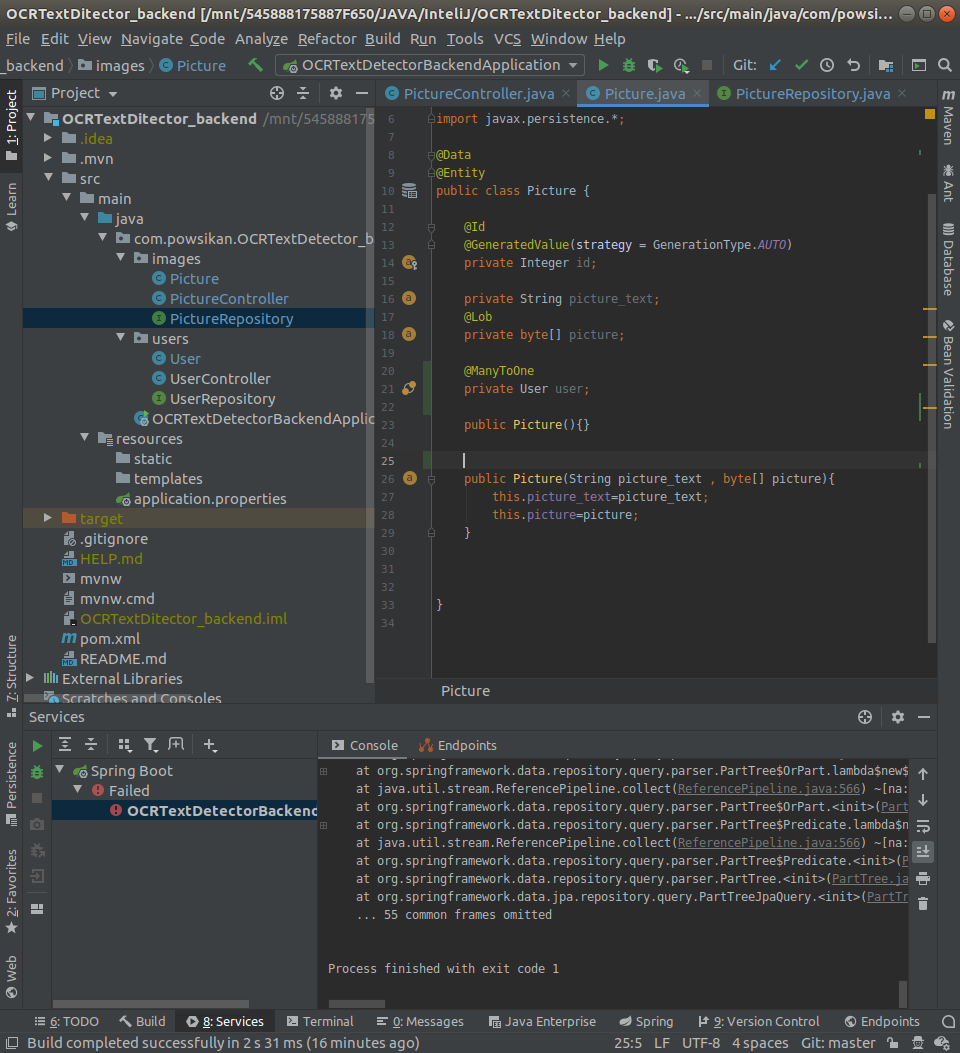 OCRTextDitector_backend [/mnt/545888175887F650/JAVA/InteliJ/OCRTextDitector_backend] - .../src/main/java/com/powsi...
File Edit View Navigate Code Analyze Refactor Build Run Tools VCS Window Help
_backend images Picture OCRTextDetectorBackendApplication Git:
Project PictureController.java Picture.java PictureRepository.java
1: Project
Learn
7: Structure
Persistence
2: Favorites
Web
OCRTextDitector_backend /mnt/545888175
.idea
.mvn
src
main
java
com.powsikan.OCRTextDetector_b
images
Picture
PictureController
PictureRepository
users
User
UserController
UserRepository
OCRTextDetectorBackendApplic
resources
static
templates
application.properties
target
.gitignore
HELP.md
mvnw
mvnw.cmd
OCRTextDitector_backend.iml
pom.xml
README.md
External Libraries
Scratches and Consoles
6 import javax.persistence.*;
7
8 @Data
9 @Entity
10 public class Picture {
11
12 @Id
13 @GeneratedValue(strategy = GenerationType.AUTO)
14 private Integer id;
15
16 private String picture_text;
17 @Lob
18 private byte[] picture;
19
20 @ManyToOne
21 private User user;
22
23 public Picture(){}
24
25
26 public Picture(String picture_text , byte[] picture){
27 this.picture_text=picture_text;
28 this.picture=picture;
29 }
30
31
32
33 }
34
Picture
m
Maven
Ant
Database
Bean Validation
Services
Spring Boot
Failed
OCRTextDetectorBackend
Console Endpoints
at org.springframework.data.repository.query.parser.PartTree$OrPart.lambda$new$
at java.util.stream.ReferencePipeline.collect(ReferencePipeline.java:566) ~[na:
at org.springframework.data.repository.query.parser.PartTree$OrPart.<init>(Part
at org.springframework.data.repository.query.parser.PartTree$Predicate.lambda$n
at java.util.stream.ReferencePipeline.collect(ReferencePipeline.java:566) ~[na:
at org.springframework.data.repository.query.parser.PartTree$Predicate.<init>(P
at org.springframework.data.repository.query.parser.PartTree.<init>(PartTree.ja
at org.springframework.data.jpa.repository.query.PartTreeJpaQuery.<init>(PartTr
... 55 common frames omitted
Process finished with exit code 1
6: TODO Build 8: Services Terminal 0: Messages Java Enterprise Spring 9: Version Control Endpoints
Build completed successfully in 2 s 31 ms (16 minutes ago) 25:5 LF UTF-8 4 spaces Git: master